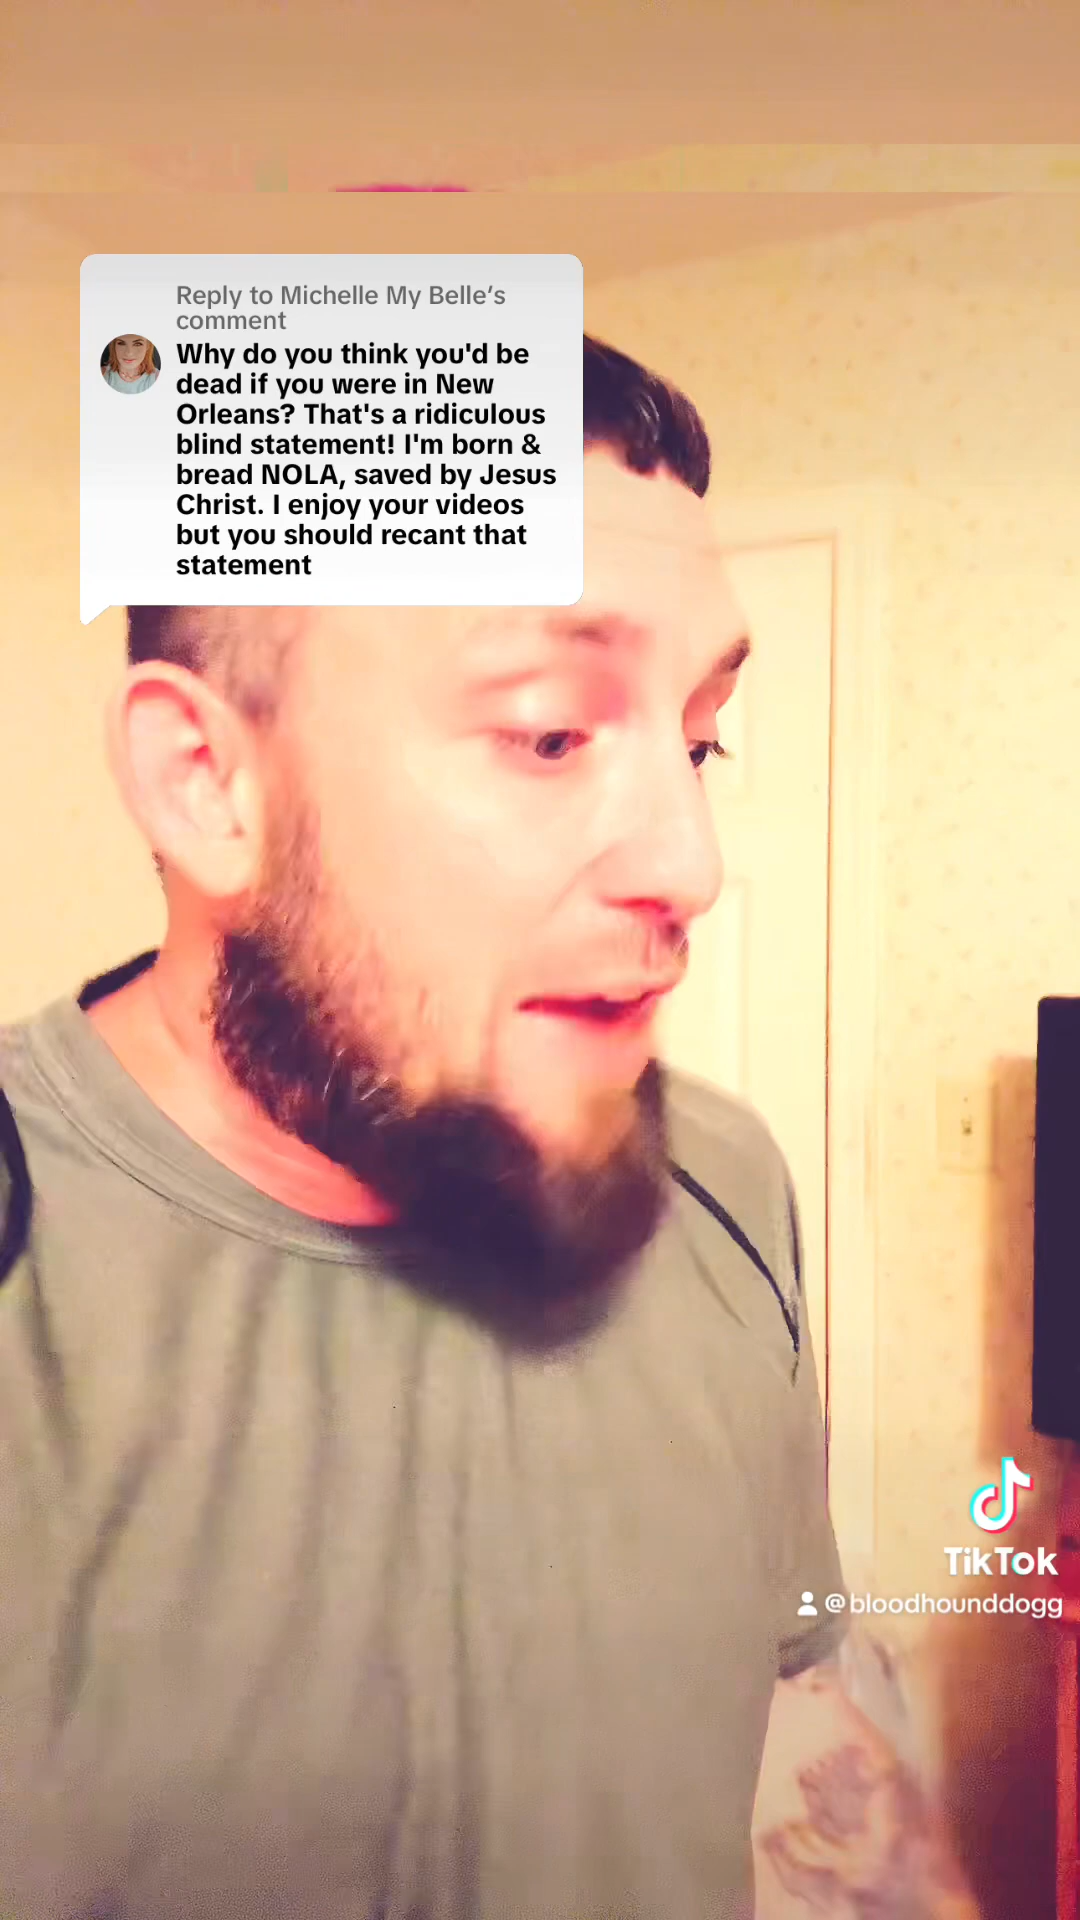 Reply to Michelle My Belle’s
comment
Why do you think you'd be
dead if you were in New
Orleans? That's a ridiculous
blind statement! I'm born &
bread NOLA, saved by Jesus
Christ. I enjoy your videos
but you should recant that
statement
TikTok
@bloodhounddogg